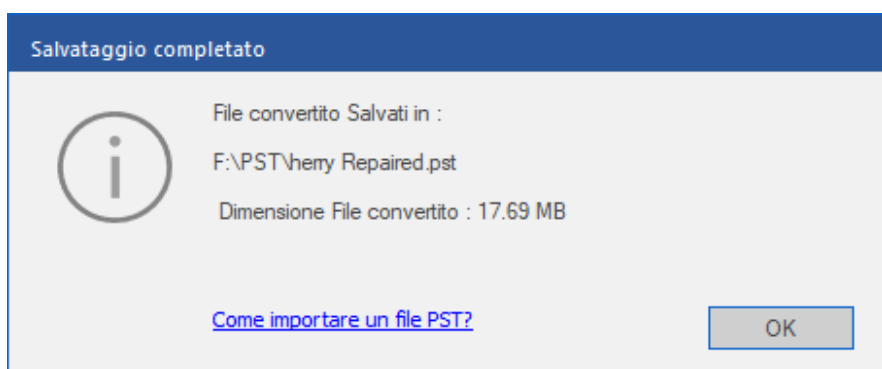 Salvataggio completato
File convertito Salvati in :
F:\PST\herry Repaired.pst
Dimensione File convertito : 17.69 MB
Come importare un file PST?
OK